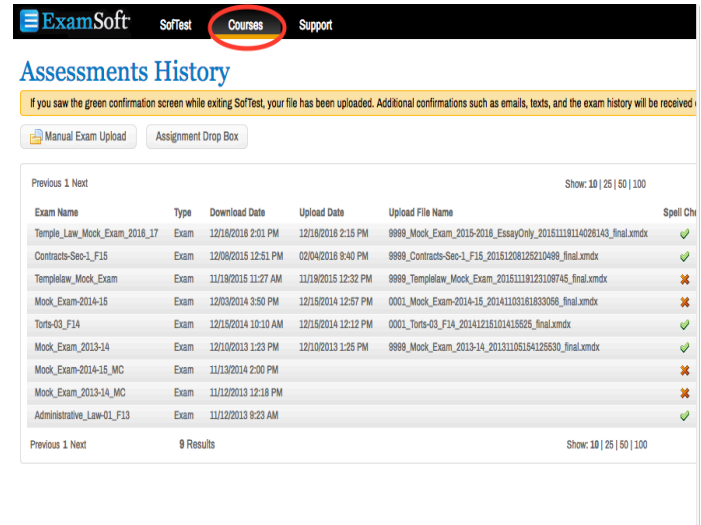 ExamSoft SofTest Courses Support
Assessments History
If you saw the green confirmation screen while exiting SofTest, your file has been uploaded. Additional confirmations such as emails, texts, and the exam history will be received
Manual Exam Upload Assignment Drop Box
Previous 1 Next Show: 10 | 25 | 50 | 100
Exam Name Type Download Date Upload Date Upload File Name Spell Che
Temple_Law_Mock_Exam_2016_17 Exam 12/16/2016 2:01 PM 12/16/2016 2:15 PM 9999_Mock_Exam_2015-2016_EssayOnly_20151119114026143_final.xmdx
Contracts-Sec-1_F15 Exam 12/08/2015 12:51 PM 02/04/2016 9:40 PM 9999_Contracts-Sec-1_F15_20151208125210499_final.xmdx
Templelaw_Mock_Exam Exam 11/19/2015 11:27 AM 11/19/2015 12:32 PM 9999_Templelaw_Mock_Exam_20151119123109745_final.xmdx
Mock_Exam-2014-15 Exam 12/03/2014 3:50 PM 12/15/2014 12:57 PM 0001_Mock_Exam-2014-15_20141103161833056_final.xmdx
Torts-03_F14 Exam 12/15/2014 10:10 AM 12/15/2014 12:12 PM 0001_Torts-03_F14_20141215101415525_final.xmdx
Mock_Exam_2013-14 Exam 12/10/2013 1:23 PM 12/10/2013 1:25 PM 9999_Mock_Exam_2013-14_20131105154125530_final.xmdx
Mock_Exam-2014-15_MC Exam 11/13/2014 2:00 PM
Mock_Exam_2013-14_MC Exam 11/12/2013 12:18 PM
Administrative_Law-01_F13 Exam 11/12/2013 9:23 AM
Previous 1 Next 9 Results Show: 10 | 25 | 50 | 100